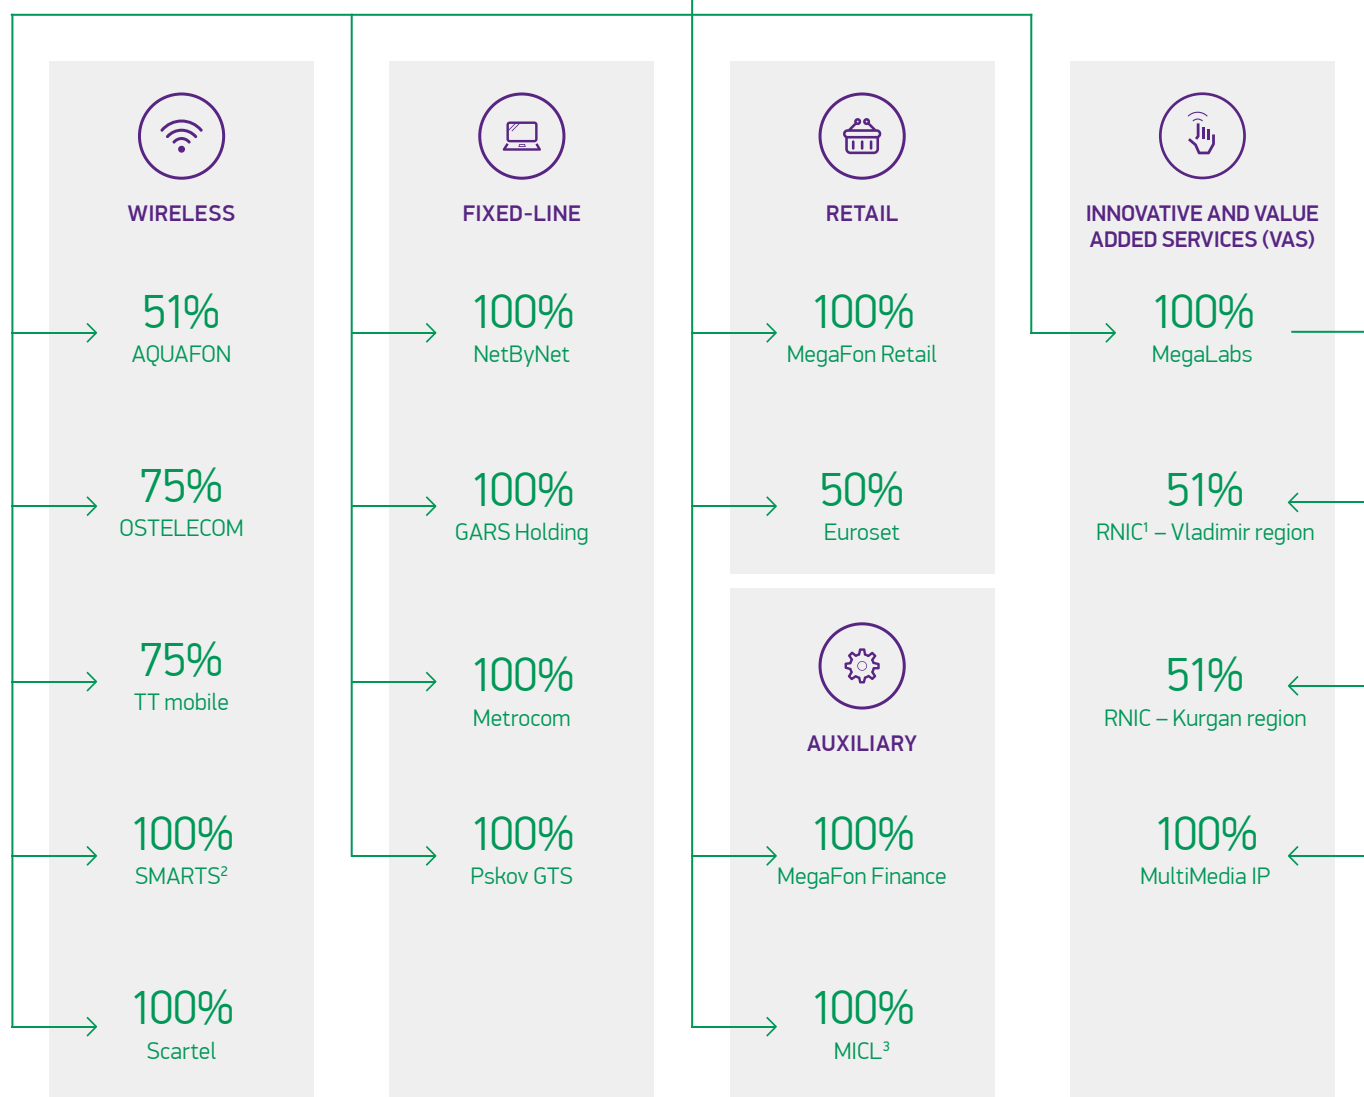 WIRELESS
51%
AQUAFON
75%
OSTELECOM
75%
TT mobile
100%
SMARTS²
100%
Scartel
FIXED-LINE
100%
NetByNet
100%
GARS Holding
100%
Metrocom
100%
Pskov GTS
RETAIL
100%
MegaFon Retail
50%
Euroset
AUXILIARY
100%
MegaFon Finance
100%
MICL³
INNOVATIVE AND VALUE
ADDED SERVICES (VAS)
100%
MegaLabs
51%
RNIC¹ – Vladimir region
51%
RNIC – Kurgan region
100%
MultiMedia IP